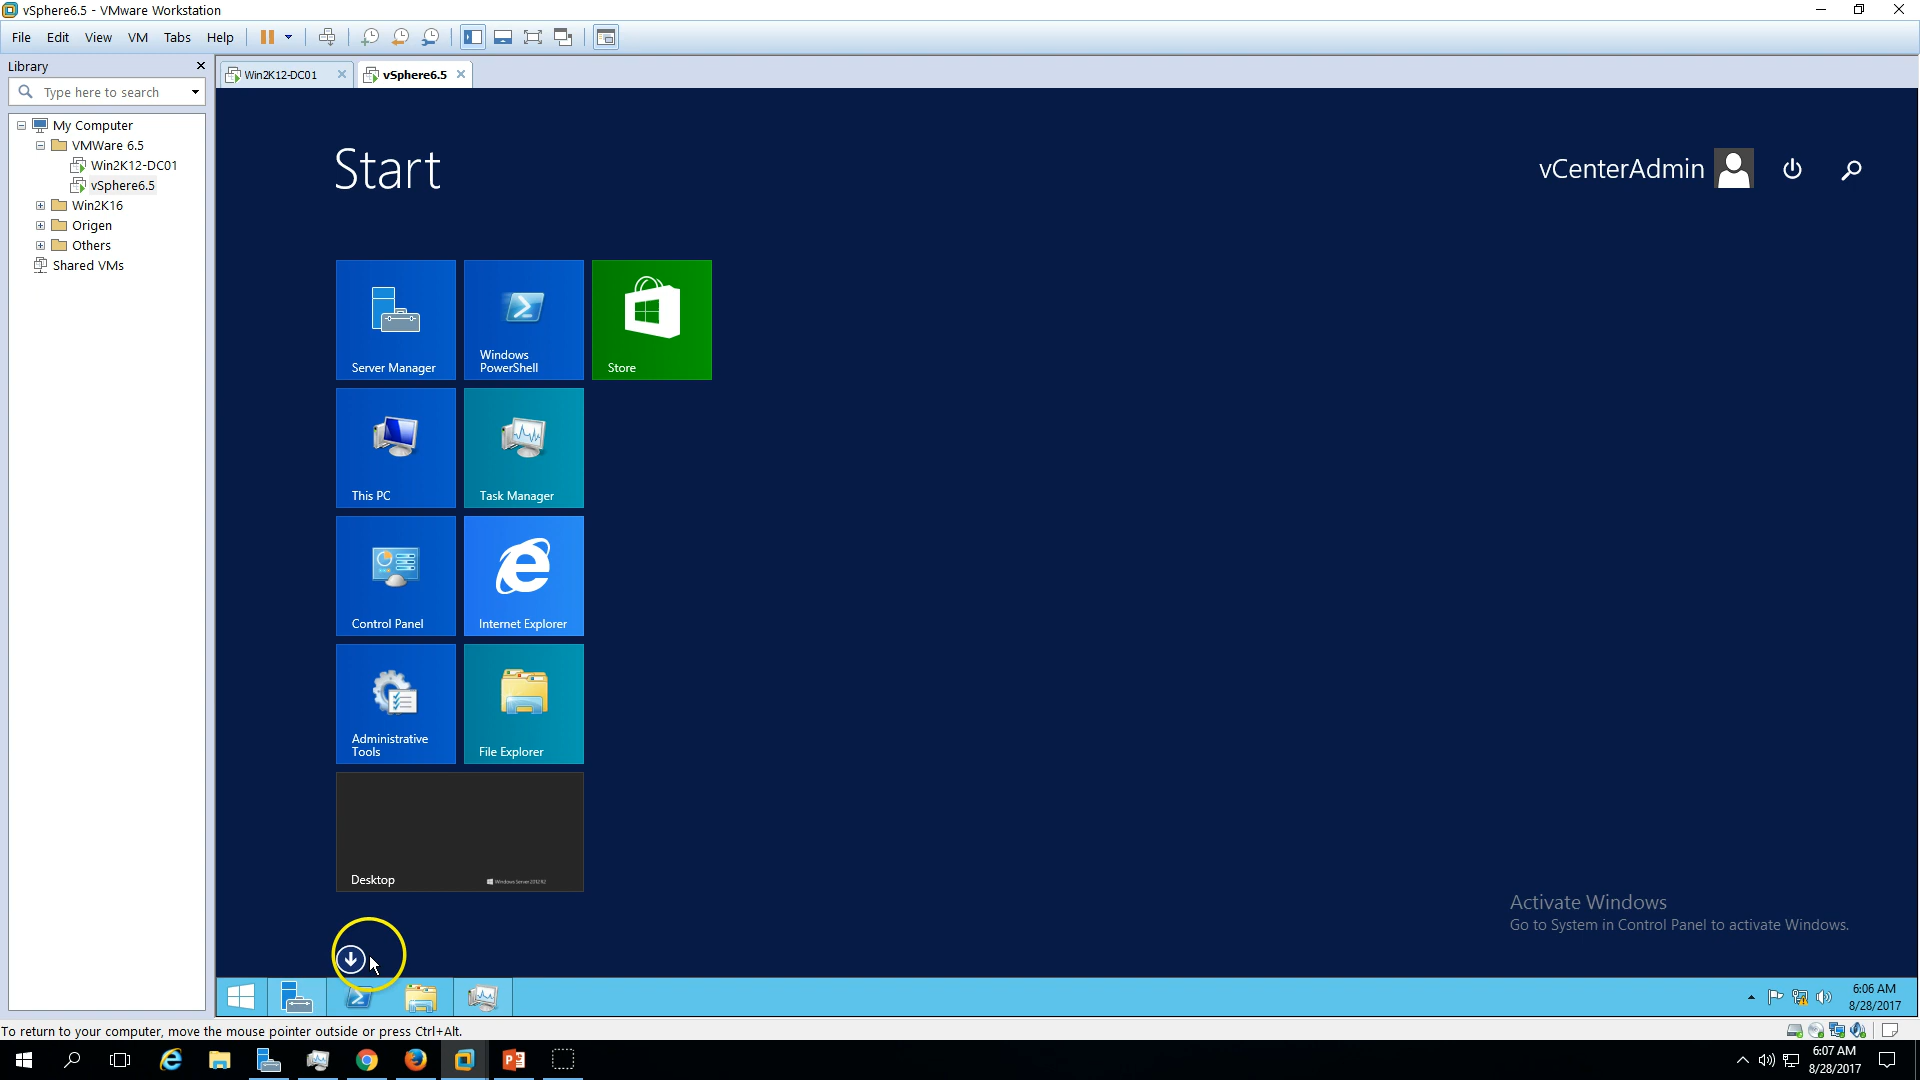 vSphere6.5 - VMware Workstation
File Edit View VM Tabs Help
Library
Type here to search
My Computer
VMWare 6.5
Win2K12-DC01
vSphere6.5
Win2K16
Origen
Others
Shared VMs
Win2K12-DC01 vSphere6.5
Start
vCenterAdmin
Server Manager
Windows
PowerShell
Store
This PC
Task Manager
Control Panel
Internet Explorer
Administrative
Tools
File Explorer
Desktop
Windows Server 2012 R2
Activate Windows
Go to System in Control Panel to activate Windows.
6:06 AM
8/28/2017
To return to your computer, move the mouse pointer outside or press Ctrl+Alt.
6:07 AM
8/28/2017